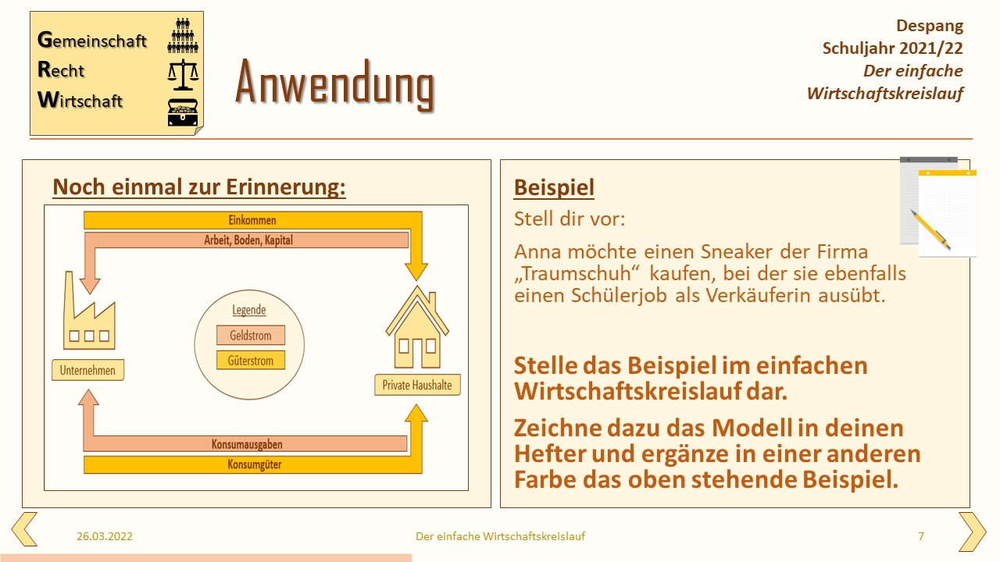 Gemeinschaft
Recht
Wirtschaft
Anwendung
Despang
Schuljahr 2021/22
Der einfache
Wirtschaftskreislauf
Noch einmal zur Erinnerung:
Einkommen
Arbeit, Boden, Kapital
Legende
Geldstrom
Güterstrom
Unternehmen
Private Haushalte
Konsumausgaben
Konsumgüter
Beispiel
Stell dir vor:
Anna möchte einen Sneaker der Firma
„Traumschuh“ kaufen, bei der sie ebenfalls
einen Schülerjob als Verkäuferin ausübt.
Stelle das Beispiel im einfachen
Wirtschaftskreislauf dar.
Zeichne dazu das Modell in deinen
Hefter und ergänze in einer anderen
Farbe das oben stehende Beispiel.
26.03.2022
Der einfache Wirtschaftskreislauf
7